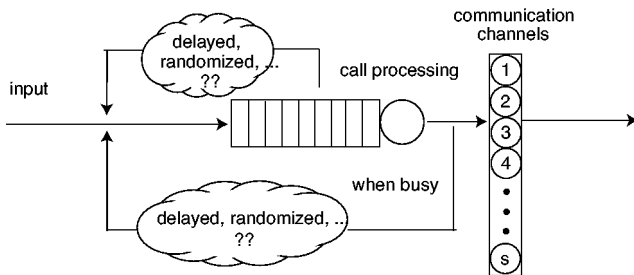 communication
channels
delayed,
randomized, ...
??
call processing
input
1
2
3
4
when busy
delayed, randomized, ...
??
s